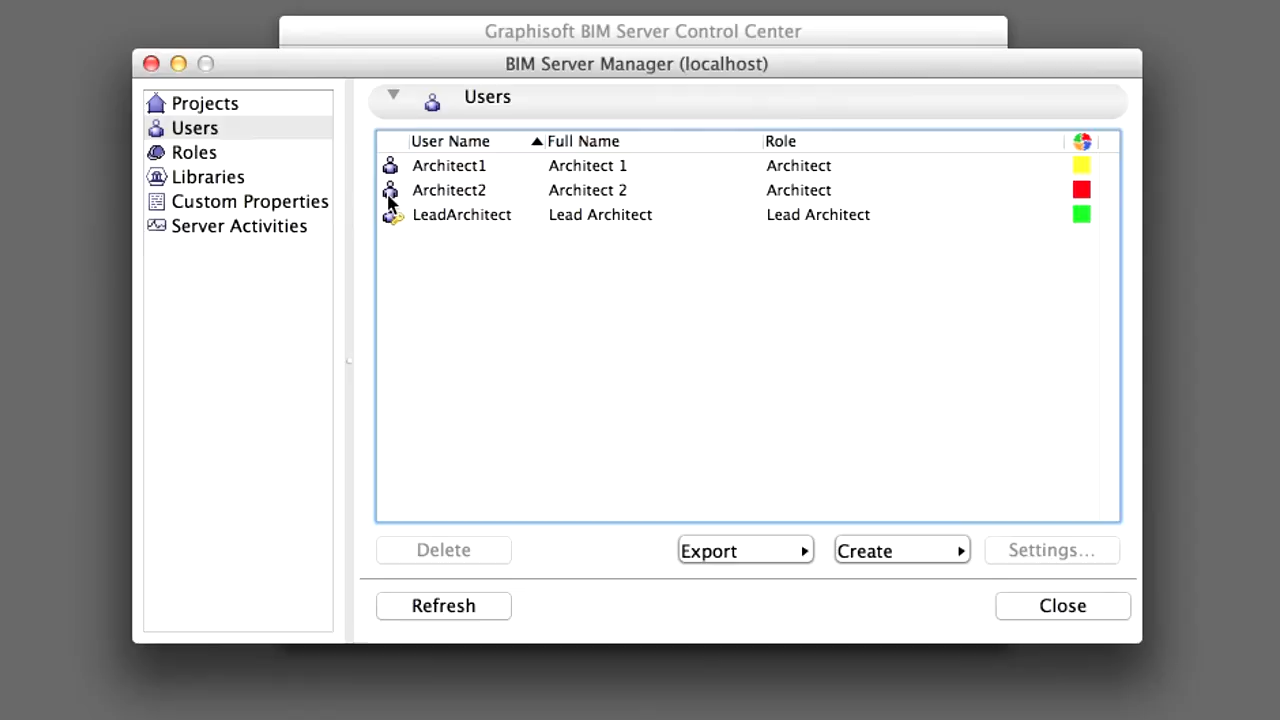 Graphisoft BIM Server Control Center
BIM Server Manager (localhost)
Projects
Users
Roles
Libraries
Custom Properties
Server Activities
Users
User Name Full Name Role
Architect1 Architect 1 Architect
Architect2 Architect 2 Architect
LeadArchitect Lead Architect Lead Architect
Delete Export Create Settings...
Refresh Close